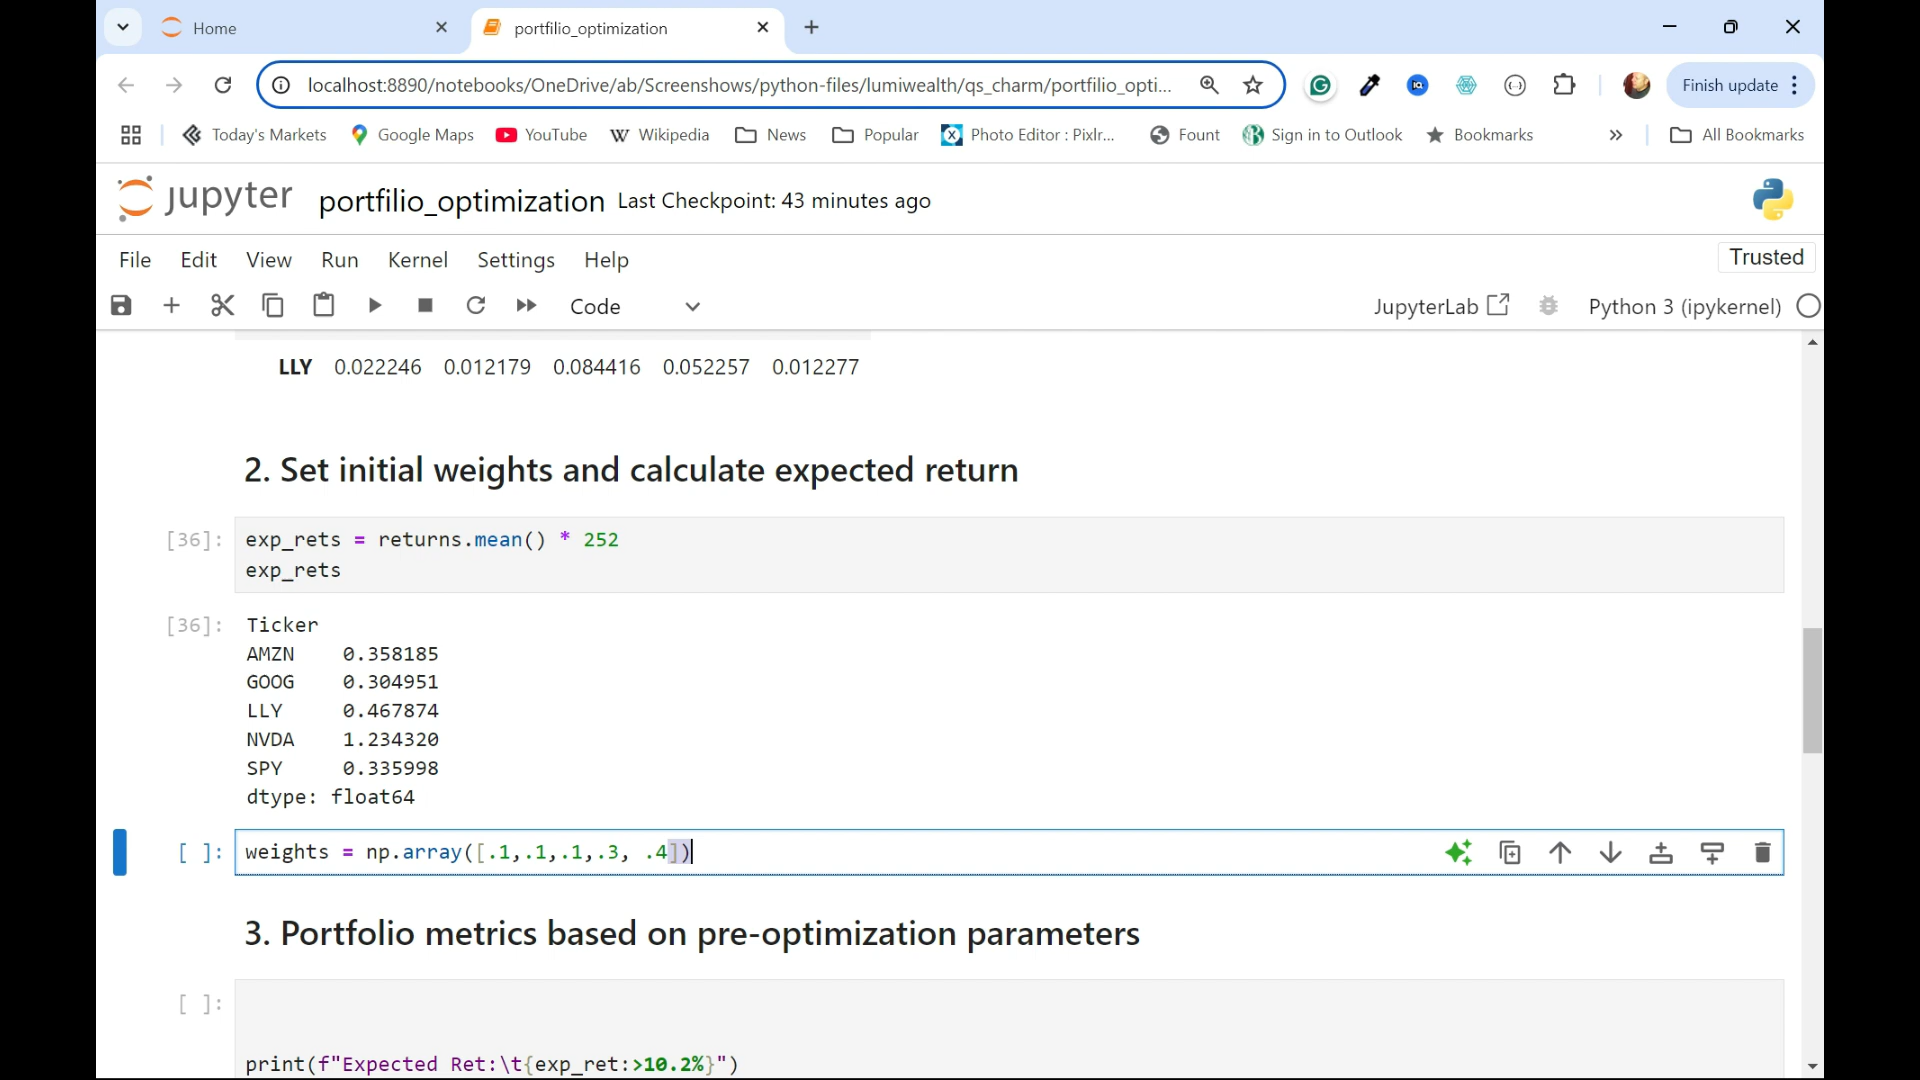 Home
portfilio_optimization
localhost:8890/notebooks/OneDrive/ab/Screenshows/python-files/lumiwealth/qs_charm/portfilio_opti...
Finish update
Today's Markets
Google Maps
YouTube
Wikipedia
News
Popular
Photo Editor : Pixlr...
Fount
Sign in to Outlook
Bookmarks
»
All Bookmarks
jupyter
portfilio_optimization
Last Checkpoint: 43 minutes ago
File Edit View Run Kernel Settings Help
Trusted
Code
JupyterLab
Python 3 (ipykernel)
LLY 0.022246 0.012179 0.084416 0.052257 0.012277
2. Set initial weights and calculate expected return
[36]: exp_rets = returns.mean() * 252
exp_rets
[36]: Ticker
AMZN 0.358185
GOOG 0.304951
LLY 0.467874
NVDA 1.234320
SPY 0.335998
dtype: float64
[ ]: weights = np.array([.1,.1,.1,.3, .4])
3. Portfolio metrics based on pre-optimization parameters
[ ]:
print(f"Expected Ret:\t{exp_ret:>10.2%}")